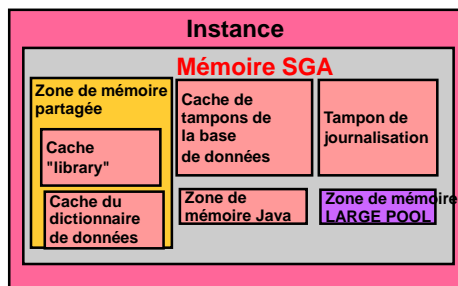 Instance
Mémoire SGA
Zone de mémoire
partagée
Cache
"library"
Cache du
dictionnaire
de données
Cache de
tampons de
la base
de données
Tampon de
journalisation
Zone de
mémoire Java
Zone de mémoire
LARGE POOL